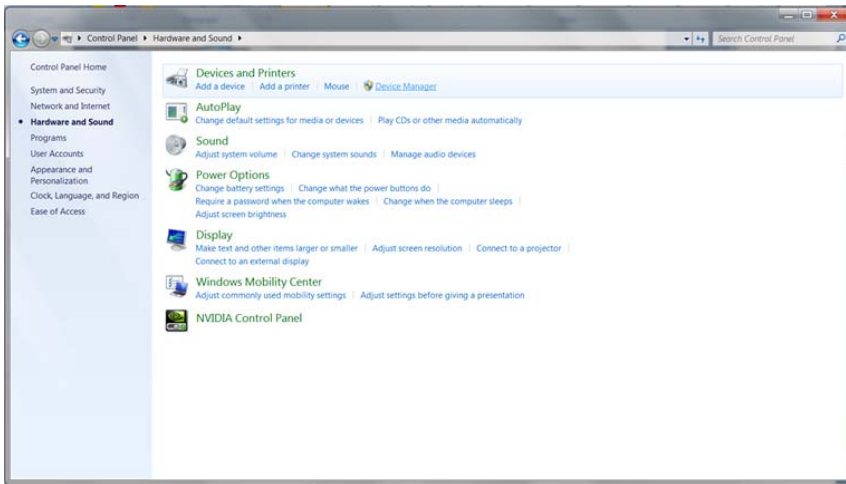 Control Panel Hardware and Sound Search Control Panel
Control Panel Home
System and Security
Network and Internet
Hardware and Sound
Programs
User Accounts
Appearance and
Personalization
Clock, Language, and Region
Ease of Access
Devices and Printers
Add a device Add a printer Mouse Device Manager
AutoPlay
Change default settings for media or devices Play CDs or other media automatically
Sound
Adjust system volume Change system sounds Manage audio devices
Power Options
Change battery settings Change what the power buttons do
Require a password when the computer wakes Change when the computer sleeps
Adjust screen brightness
Display
Make text and other items larger or smaller Adjust screen resolution Connect to a projector
Connect to an external display
Windows Mobility Center
Adjust commonly used mobility settings Adjust settings before giving a presentation
NVIDIA Control Panel